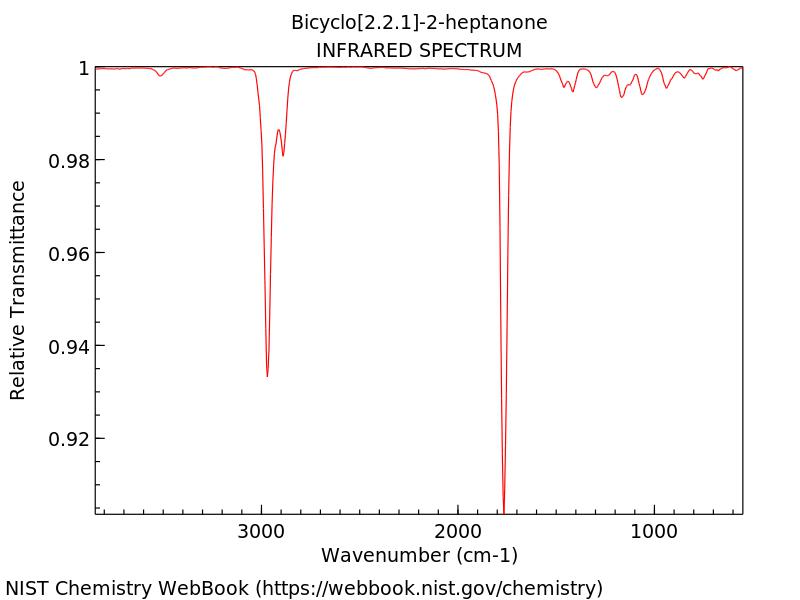 Bicyclo[2.2.1]-2-heptanone
INFRARED SPECTRUM
1
0.98
0.96
0.94
0.92
Relative Transmittance
3000 2000 1000
Wavenumber (cm-1)
NIST Chemistry WebBook (https://webbook.nist.gov/chemistry)